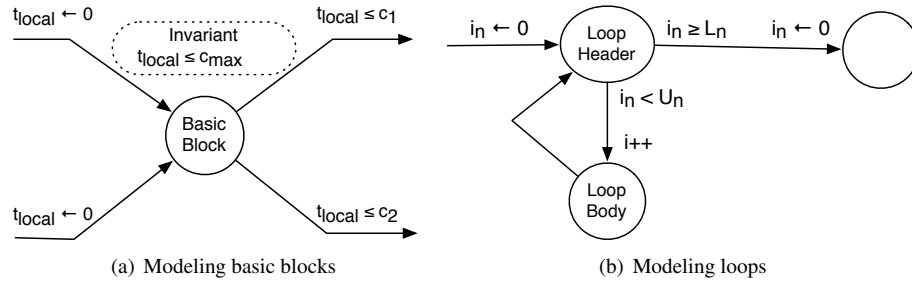 t_local ← 0
Invariant
t_local ≤ c_max
t_local ≤ c_1
Basic
Block
t_local ← 0
t_local ≤ c_2
(a) Modeling basic blocks
i_n ← 0
Loop
Header
i_n ≥ L_n
i_n ← 0
i_n < U_n
i++
Loop
Body
(b) Modeling loops